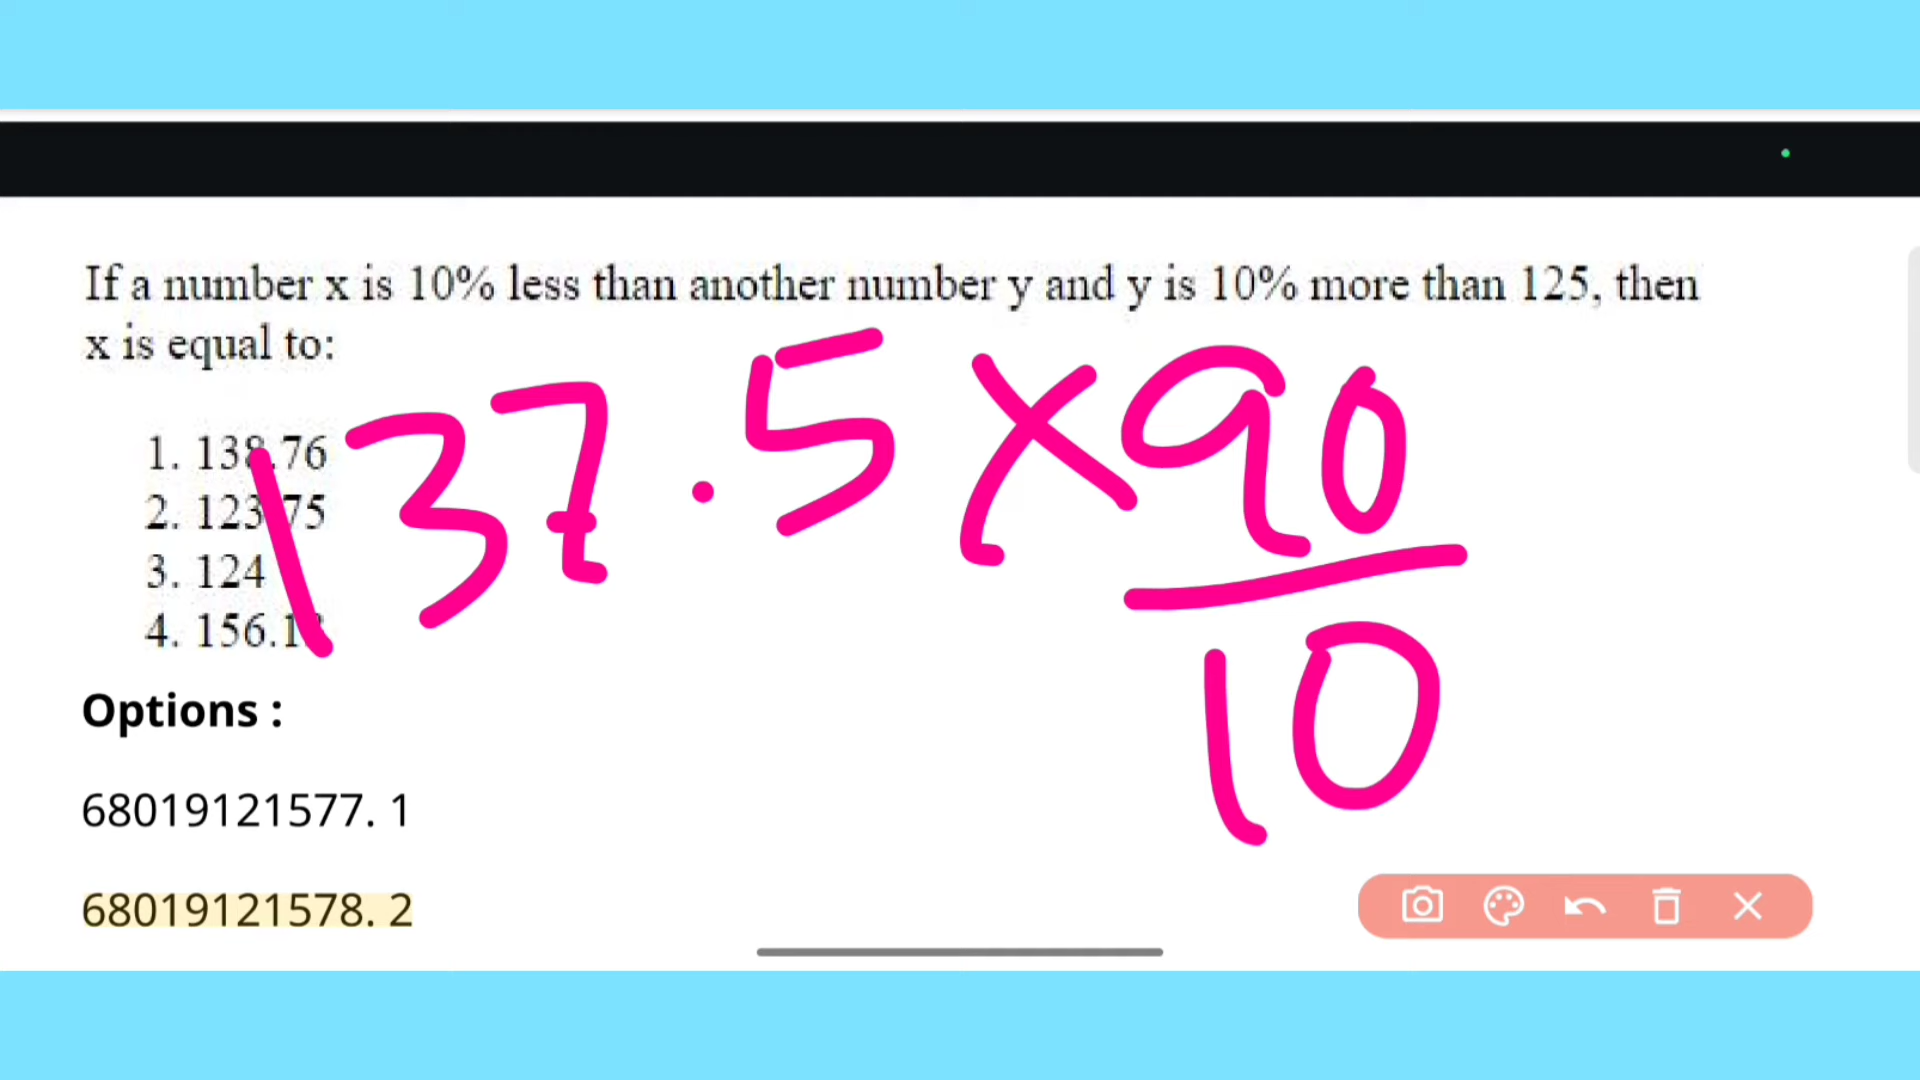 If a number x is 10% less than another number y and y is 10% more than 125, then
x is equal to:
137.5×90
10
1. 138.76
2. 123.75
3. 124
4. 156.1
Options :
68019121577. 1
68019121578. 2